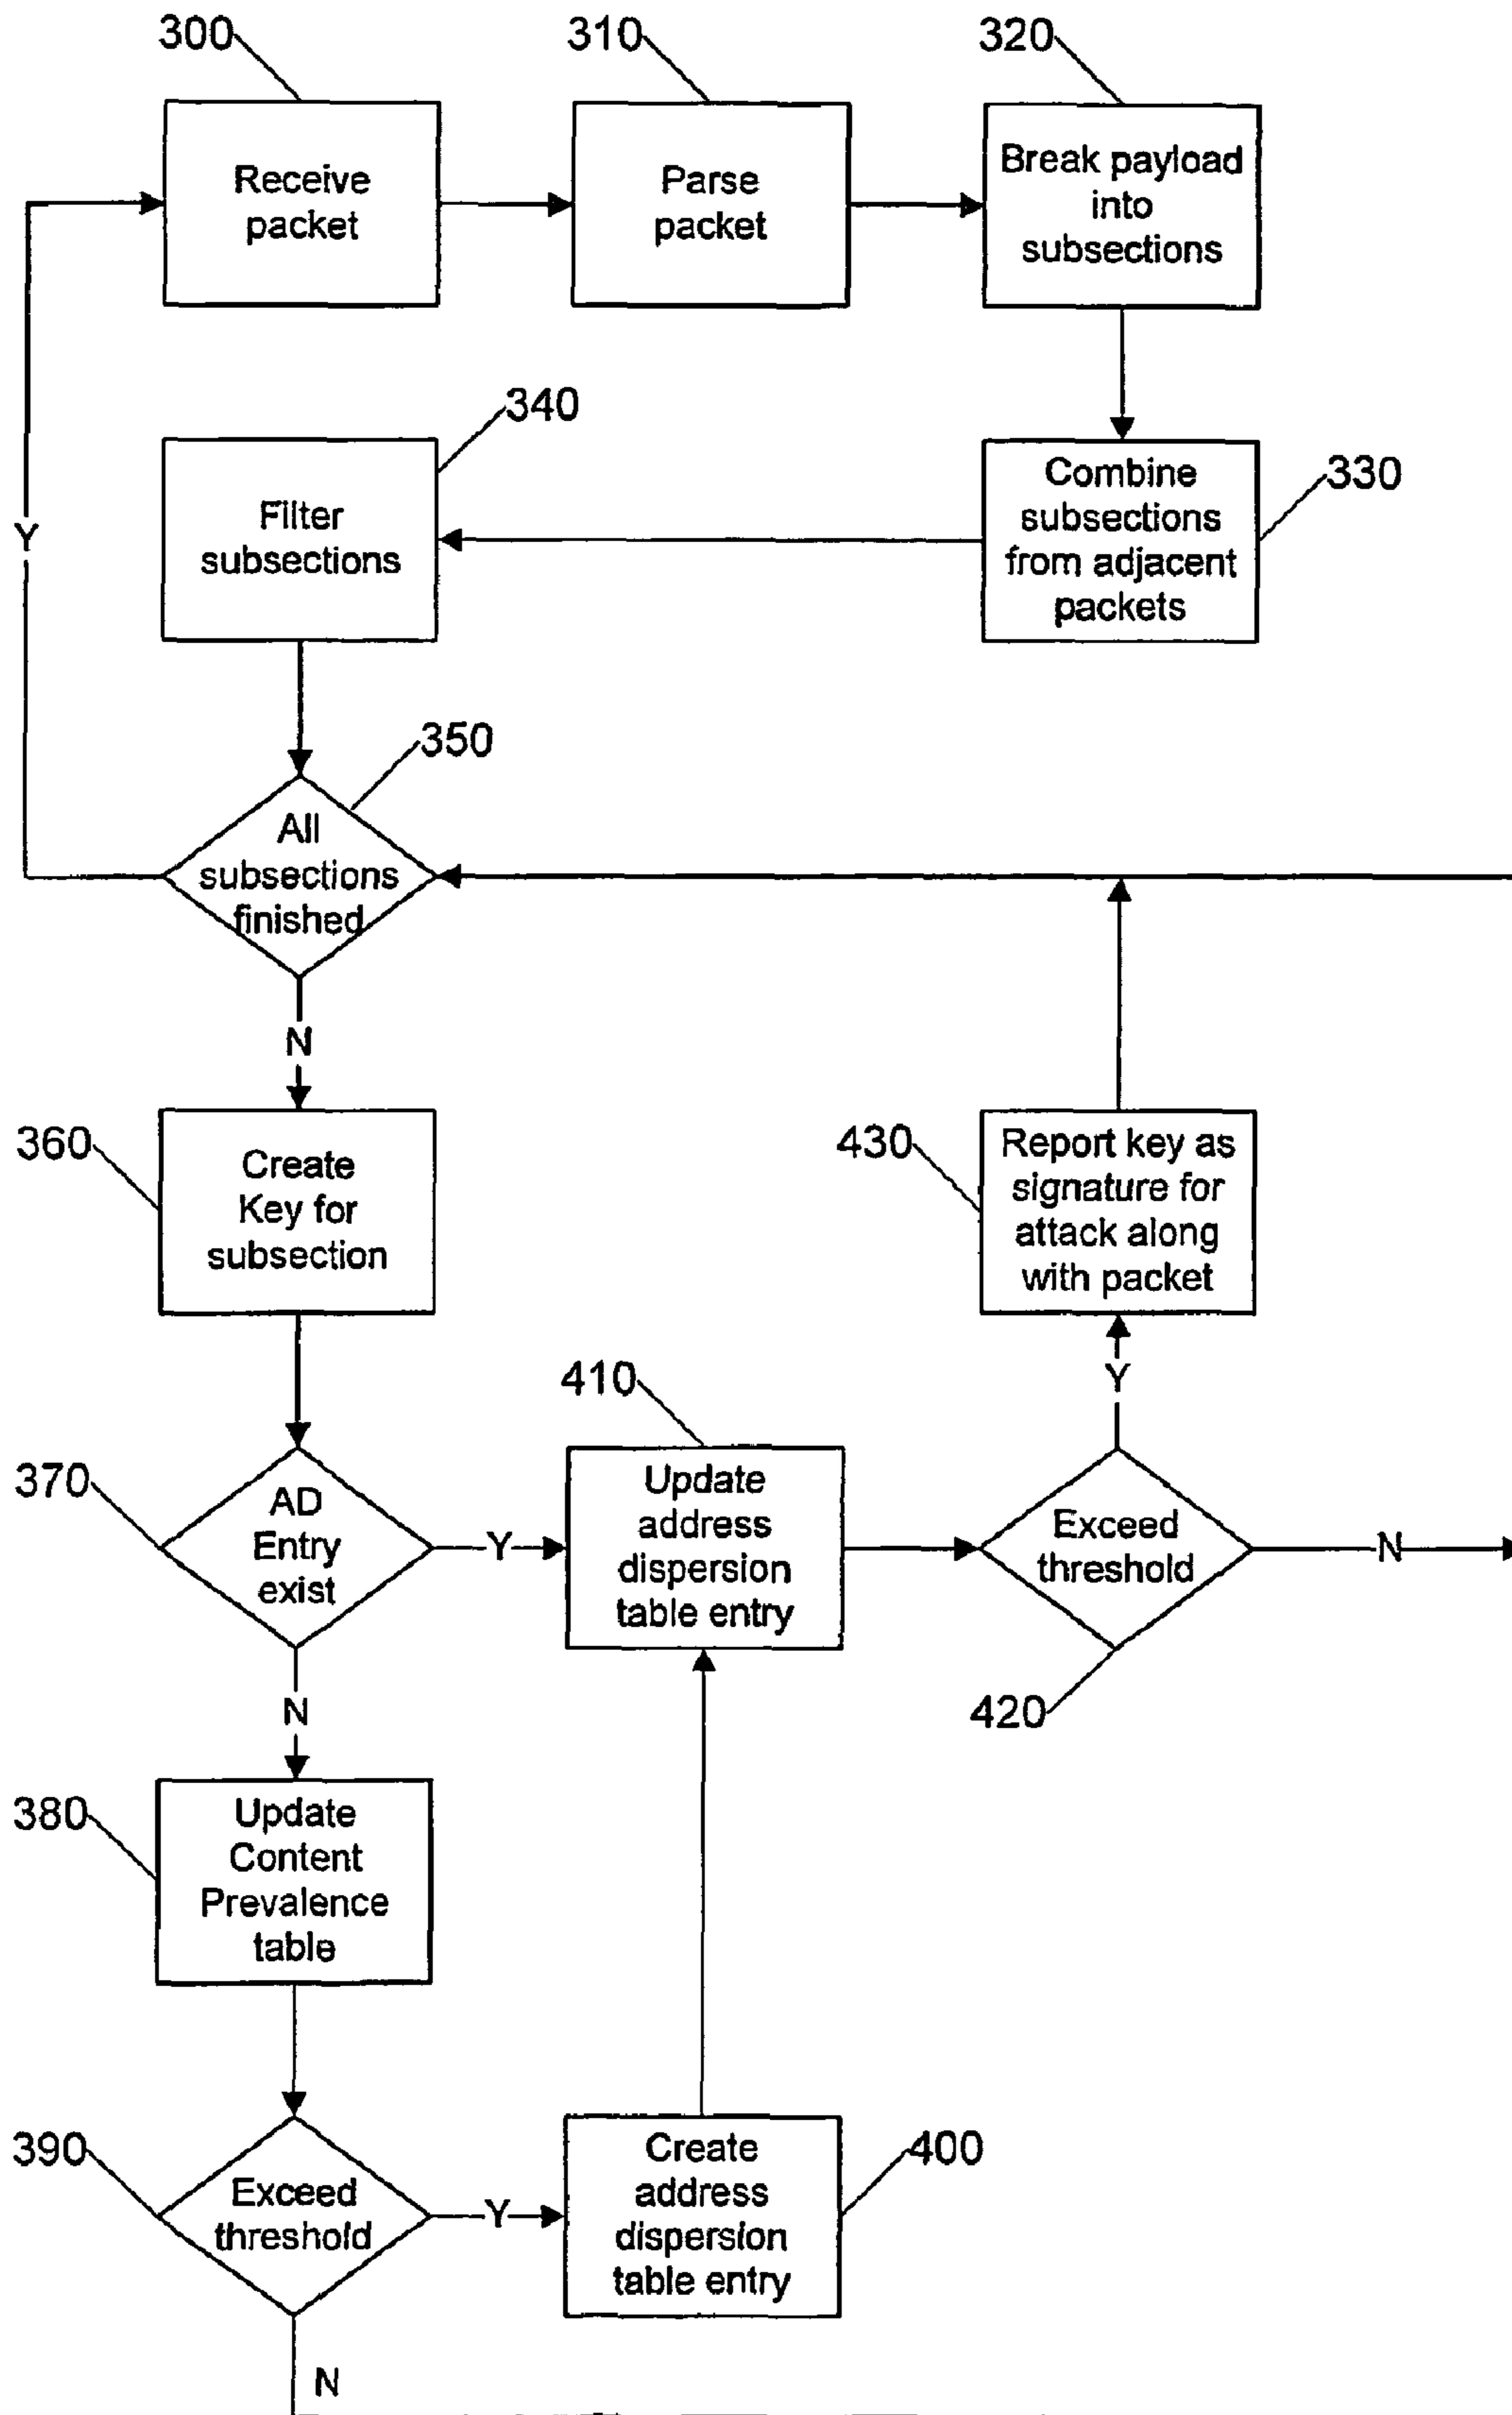 300
310
320
Receive
packet
Parse
packet
Break payload
into
subsections
340
Filter
subsections
Combine
subsections
from adjacent
packets
330
Y
350
All
subsections
finished
N
360
Create
Key for
subsection
430
Report key as
signature for
attack along
with packet
Y
370
AD
Entry
exist
Y
410
Update
address
dispersion
table entry
Exceed
threshold
N
420
N
380
Update
Content
Prevalence
table
390
Exceed
threshold
Y
Create
address
dispersion
table entry
400
N